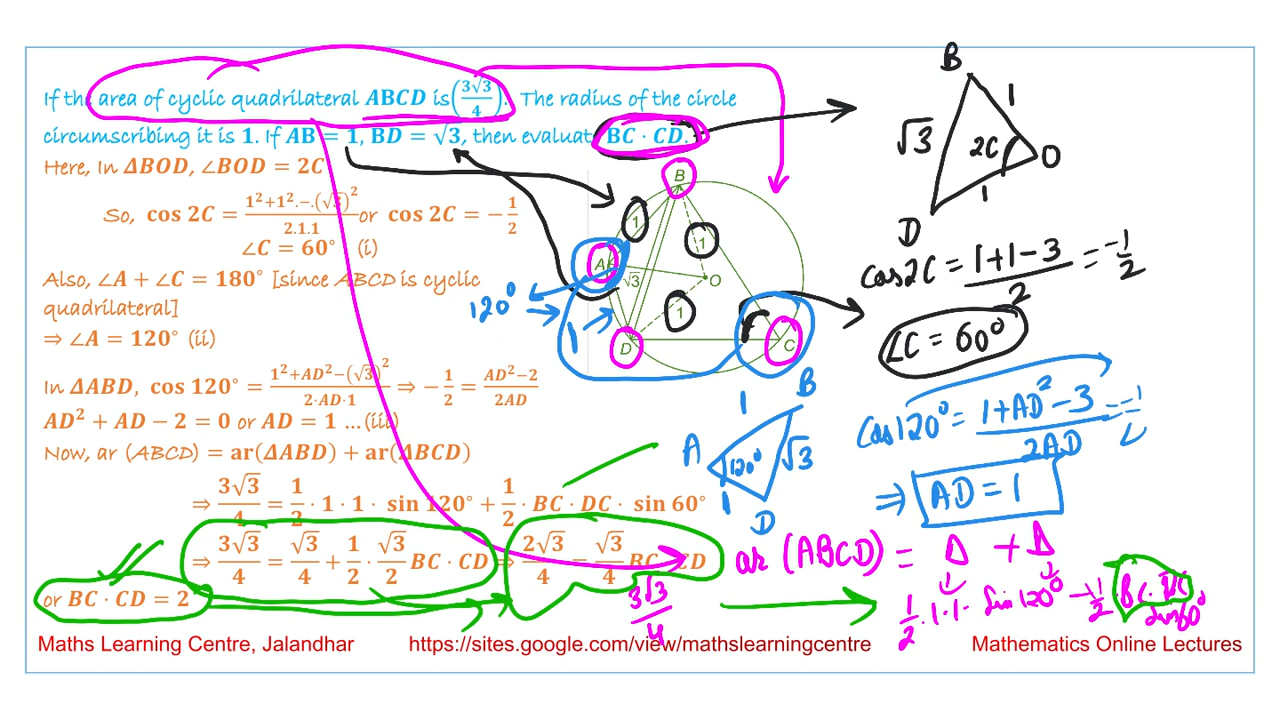 If the area of cyclic quadrilateral ABCD is (3√3/4). The radius of the circle
circumscribing it is 1. If AB = 1, BD = √3, then evaluate BC · CD.
Here, In ΔBOD, ∠BOD = 2C
So, cos 2C = (1²+1².−.(√3)²)/(2.1.1) or cos 2C = −1/2
∠C = 60° (i)
Also, ∠A + ∠C = 180° [since ABCD is cyclic
quadrilateral]
⇒ ∠A = 120° (ii)
In ΔABD, cos 120° = (1²+AD²−(√3)²)/(2·AD·1) ⇒ −1/2 = (AD²−2)/(2AD)
AD² + AD − 2 = 0 or AD = 1 ...(iii)
Now, ar (ABCD) = ar(ΔABD) + ar(ΔBCD)
⇒ 3√3/4 = 1/2 · 1 · 1 · sin 120° + 1/2 · BC · DC · sin 60°
⇒ 3√3/4 = √3/4 + 1/2 · √3/2 BC · CD ⇒ 2√3/4 = √3/4 BC · CD
or BC · CD = 2
B
1
A
1
√3
O
1
D
C
120°
1
B
1
√3
2C
O
1
D
cos2C = (1+1−3)/2 = −1/2
∠C = 60°
B
1
A
120°
√3
1
D
cos120° = (1+AD²−3)/2AD = −1/2
⇒ AD = 1
ar (ABCD) = Δ + Δ
3√3/4
1/2 · 1 · 1 · sin120° + 1/2 BC · DC
sin60°
Maths Learning Centre, Jalandhar https://sites.google.com/view/mathslearningcentre Mathematics Online Lectures